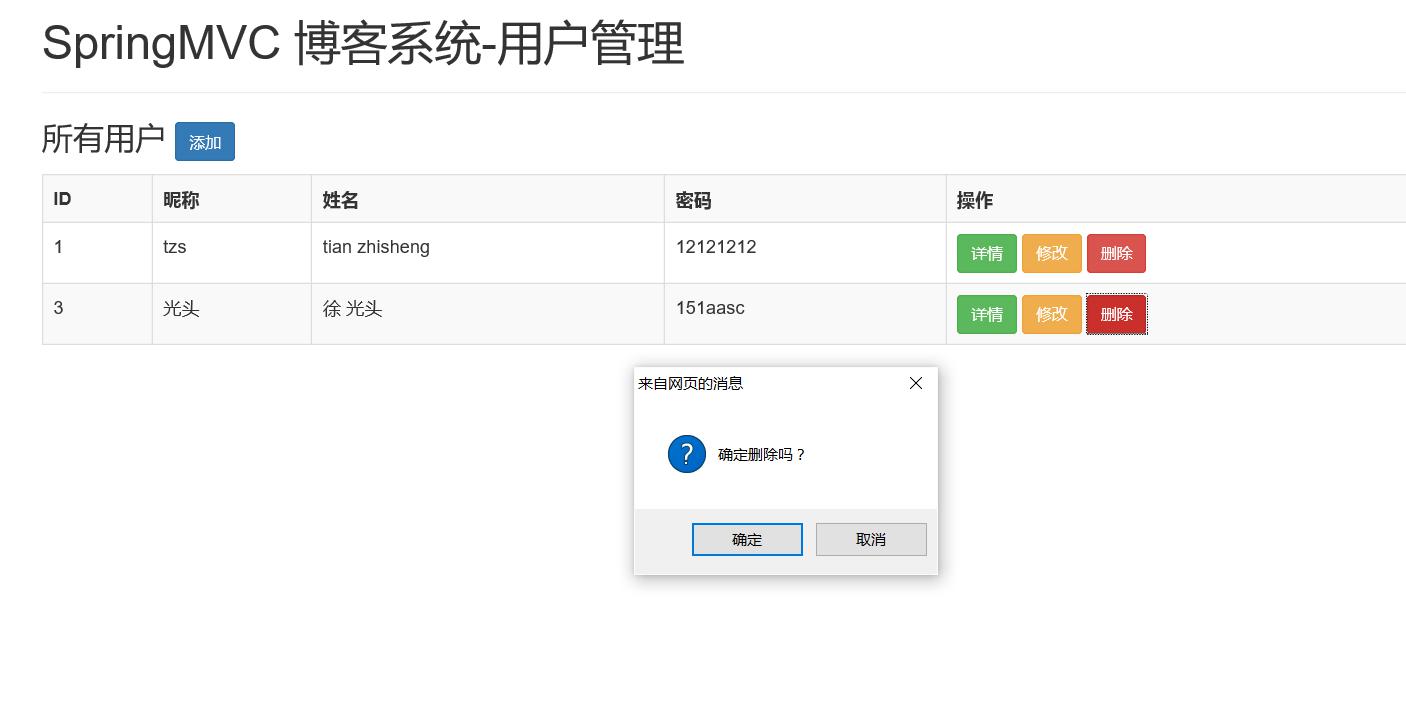 SpringMVC 博客系统-用户管理
所有用户 添加
ID 昵称 姓名 密码 操作
1 tzs tian zhisheng 12121212 详情 修改 删除
3 光头 徐 光头 151aasc 详情 修改 删除
来自网页的消息
?
确定删除吗？
确定 取消